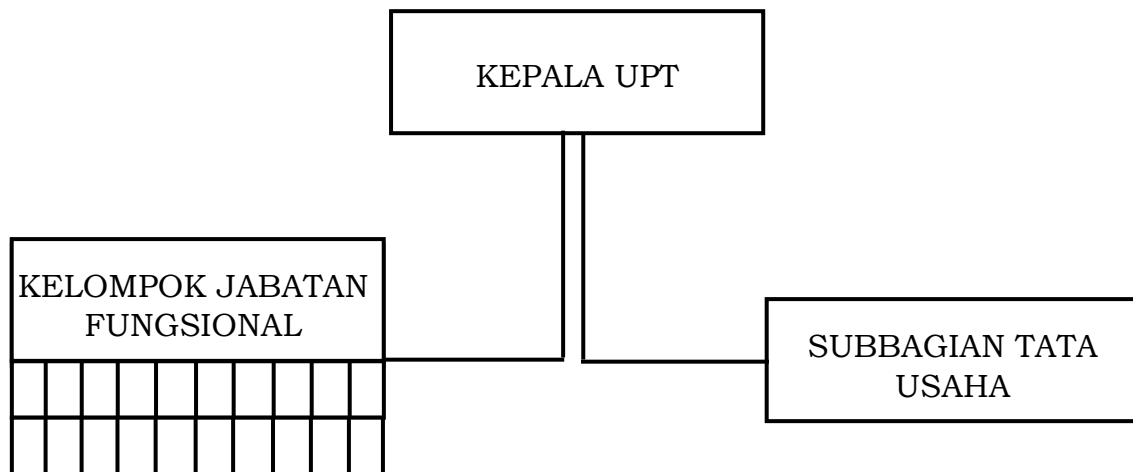 KEPALA UPT
KELOMPOK JABATAN
FUNGSIONAL
SUBBAGIAN TATA
USAHA